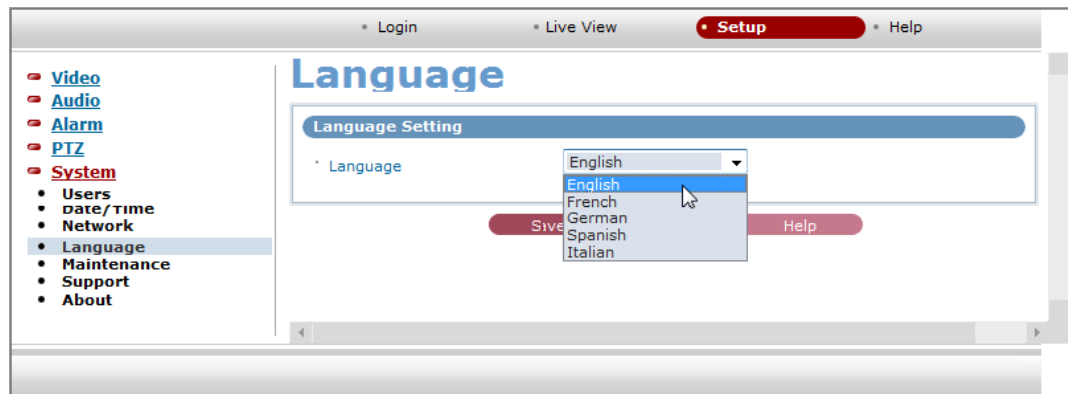 Login
Live View
Setup
Help
Video
Audio
Alarm
PTZ
System
Users
Date/Time
Network
Language
Maintenance
Support
About
Language
Language Setting
Language
English
English
French
German
Spanish
Italian
Help